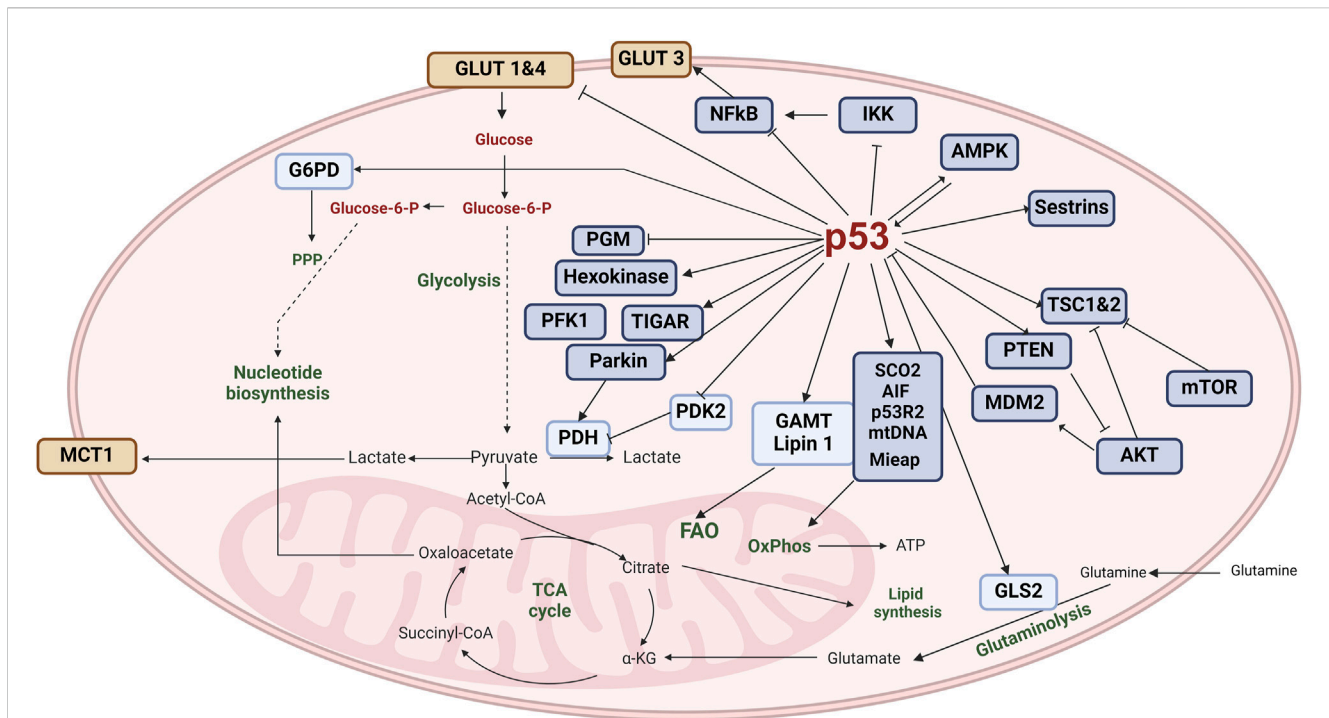 GLUT 1&4
GLUT 3
NFkB
IKK
AMPK
Glucose
G6PD
Glucose-6-P
Glucose-6-P
Sestrins
p53
PGM
PPP
Hexokinase
Glycolysis
PFK1
TIGAR
TSC1&2
PTEN
Parkin
Nucleotide
biosynthesis
SCO2
AIF
p53R2
mtDNA
Mieap
mTOR
MDM2
PDK2
GAMT
Lipin 1
PDH
AKT
MCT1
Lactate
Pyruvate
Lactate
Acetyl-CoA
FAO
OxPhos
ATP
Oxaloacetate
Citrate
Glutamine
Glutamine
TCA
cycle
Lipid
synthesis
GLS2
Glutaminolysis
Succinyl-CoA
α-KG
Glutamate